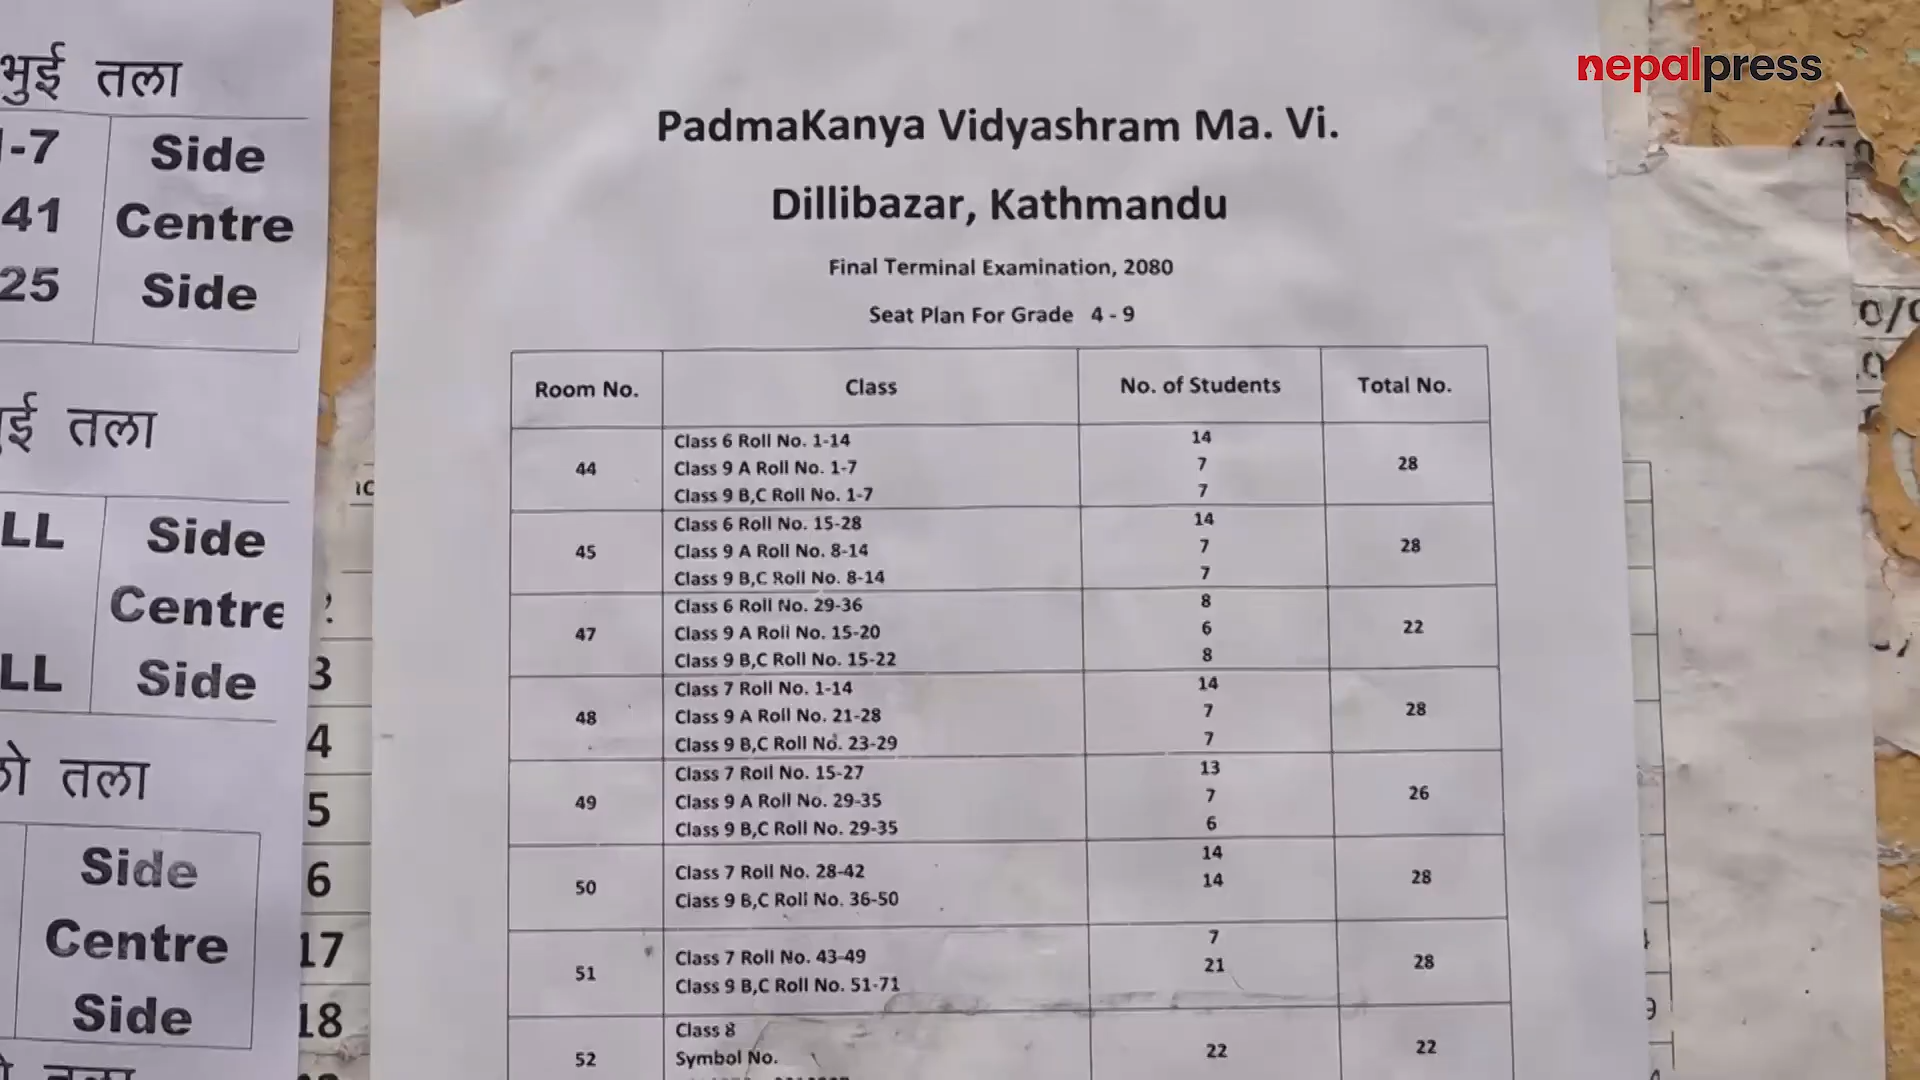 nepalpress
भुई तला
1-7 Side
41 Centre
25 Side
तला
LL Side
Centre
LL Side
तला
Side
Centre
Side
3
4
5
6
17
18
PadmaKanya Vidyashram Ma. Vi.
Dillibazar, Kathmandu
Final Terminal Examination, 2080
Seat Plan For Grade 4 - 9
Room No. Class No. of Students Total No.
44 Class 6 Roll No. 1-14 14 28
Class 9 A Roll No. 1-7 7
Class 9 B,C Roll No. 1-7 7
45 Class 6 Roll No. 15-28 14 28
Class 9 A Roll No. 8-14 7
Class 9 B,C Roll No. 8-14 7
47 Class 6 Roll No. 29-36 8 22
Class 9 A Roll No. 15-20 6
Class 9 B,C Roll No. 15-22 8
48 Class 7 Roll No. 1-14 14 28
Class 9 A Roll No. 21-28 7
Class 9 B,C Roll No. 23-29 7
49 Class 7 Roll No. 15-27 13 26
Class 9 A Roll No. 29-35 7
Class 9 B,C Roll No. 29-35 6
50 Class 7 Roll No. 28-42 14 28
Class 9 B,C Roll No. 36-50 14
51 Class 7 Roll No. 43-49 7 28
Class 9 B,C Roll No. 51-71 21
52 Class 8 22 22
Symbol No.